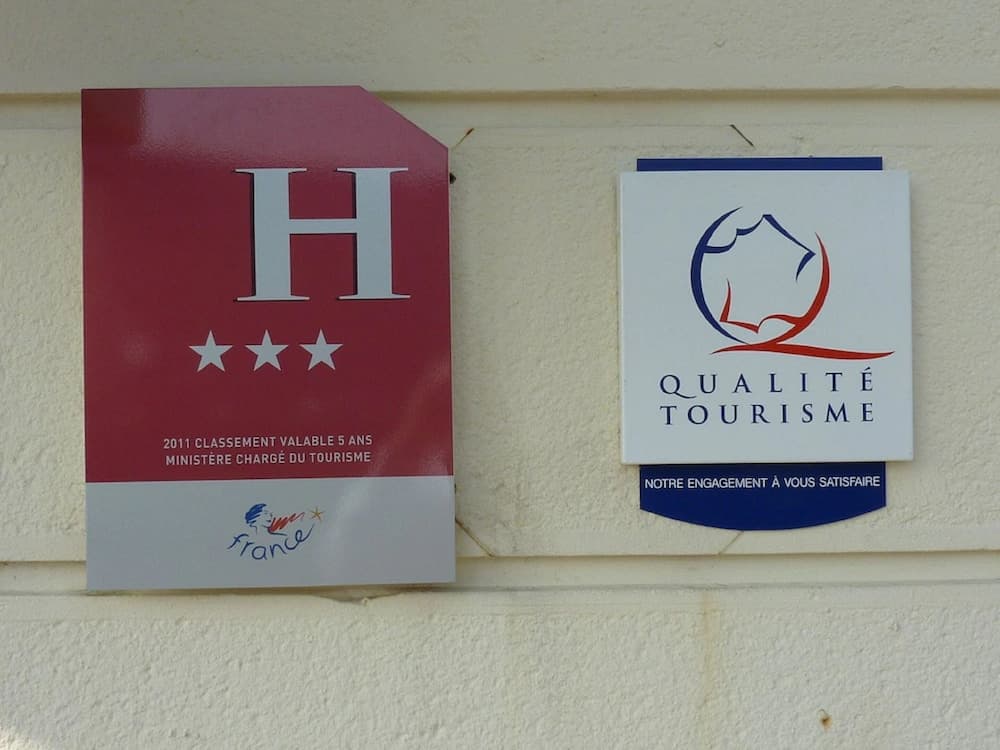 H
2011 CLASSEMENT VALABLE 5 ANS
MINISTÈRE CHARGÉ DU TOURISME
france
QUALITÉ
TOURISME
NOTRE ENGAGEMENT À VOUS SATISFAIRE